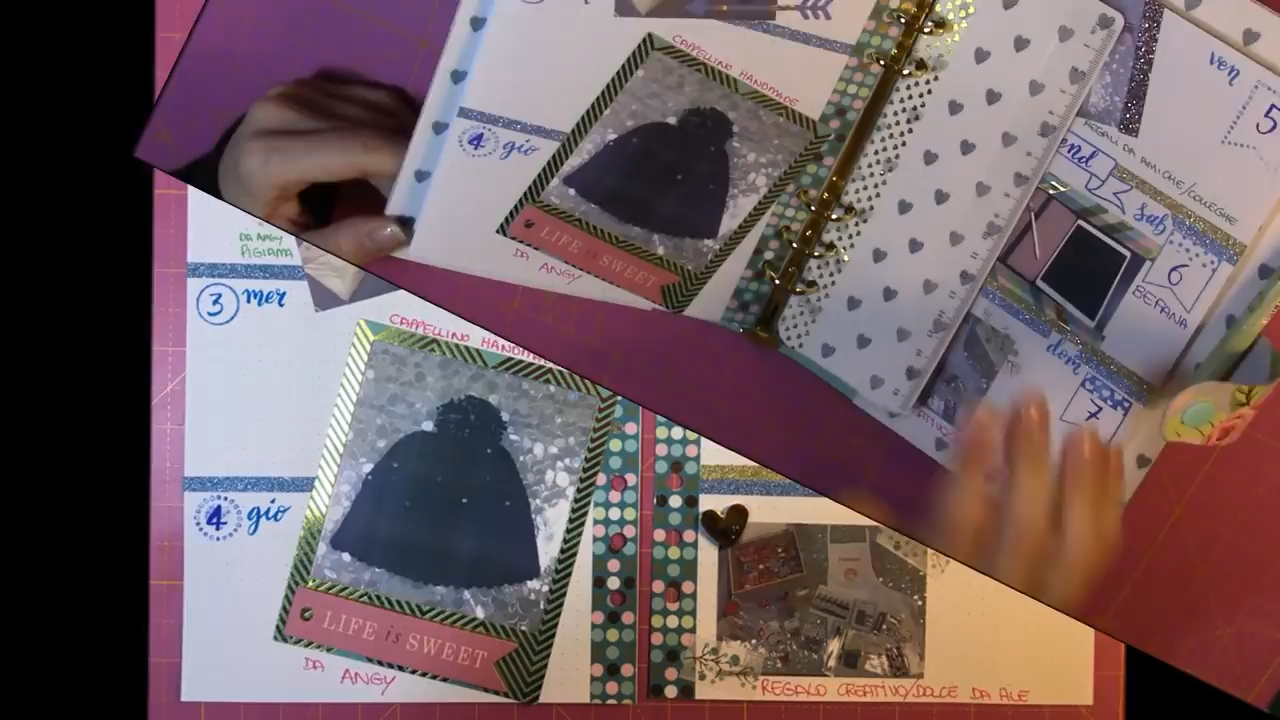 CAPPELLINO HANDMADE
4 gio
LIFE is SWEET
DA ANGY
ven
5
REGALI DA AMICHE/COLLEGHE
end
sab
6
BEFANA
dom
7
DA ANGY
PIGIAMA
3 mer
CAPPELLINO HANDMA
4 gio
LIFE is SWEET
DA ANGY
REGALO CREATIVO/DOLCE DA ALE